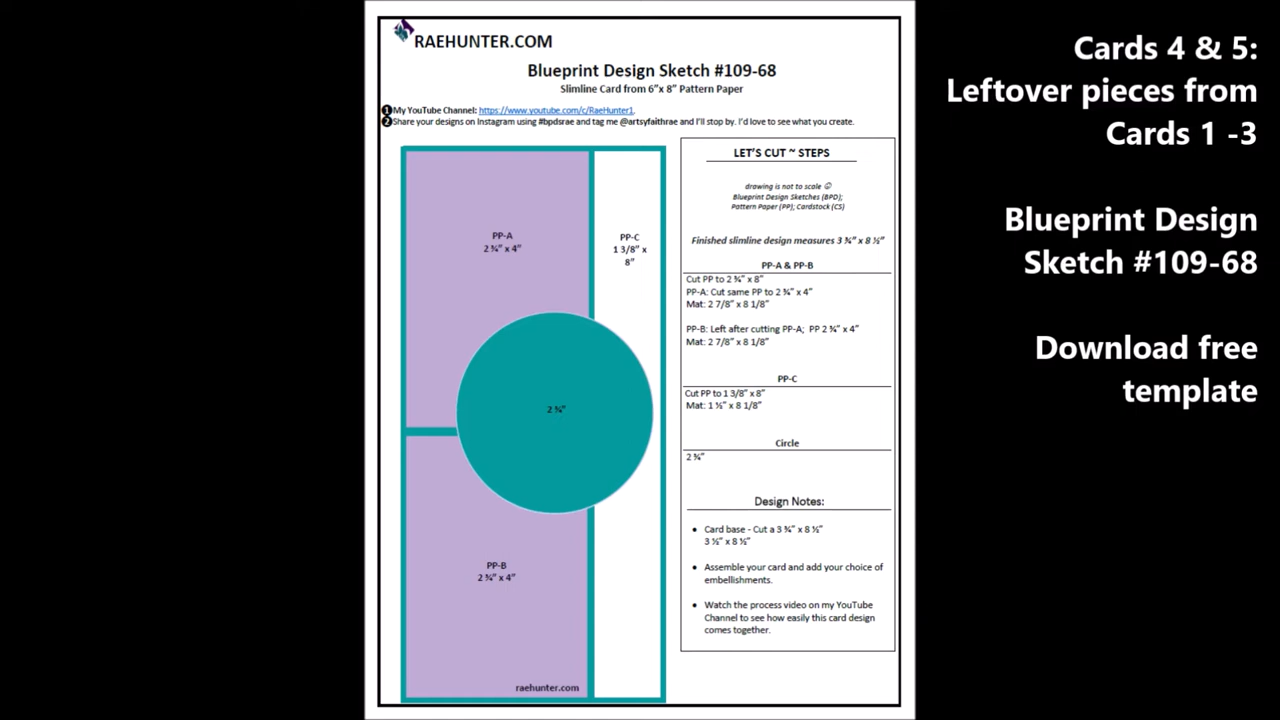 RAEHUNTER.COM
Blueprint Design Sketch #109-68
Slimline Card from 6”x 8” Pattern Paper
1 My YouTube Channel: https://www.youtube.com/c/RaeHunter1.
2 Share your designs on Instagram using #bpdsrae and tag me @artsyfaithrae and I’ll stop by. I’d love to see what you create.
PP-A
2 ¾” x 4”
PP-C
1 3/8” x
8”
2 ¾”
PP-B
2 ¾” x 4”
raehunter.com
LET’S CUT ~ STEPS
drawing is not to scale ☺
Blueprint Design Sketches (BPD);
Pattern Paper (PP); Cardstock (CS)
Finished slimline design measures 3 ¾” x 8 ½”
PP-A & PP-B
Cut PP to 2 ¾” x 8”
PP-A: Cut same PP to 2 ¾” x 4”
Mat: 2 7/8” x 8 1/8”
PP-B: Left after cutting PP-A; PP 2 ¾” x 4”
Mat: 2 7/8” x 8 1/8”
PP-C
Cut PP to 1 3/8” x 8”
Mat: 1 ½” x 8 1/8”
Circle
2 ¾”
Design Notes:
• Card base - Cut a 3 ¾” x 8 ½”
3 ½” x 8 ½”
• Assemble your card and add your choice of
embellishments.
• Watch the process video on my YouTube
Channel to see how easily this card design
comes together.
Cards 4 & 5:
Leftover pieces from
Cards 1 -3
Blueprint Design
Sketch #109-68
Download free
template